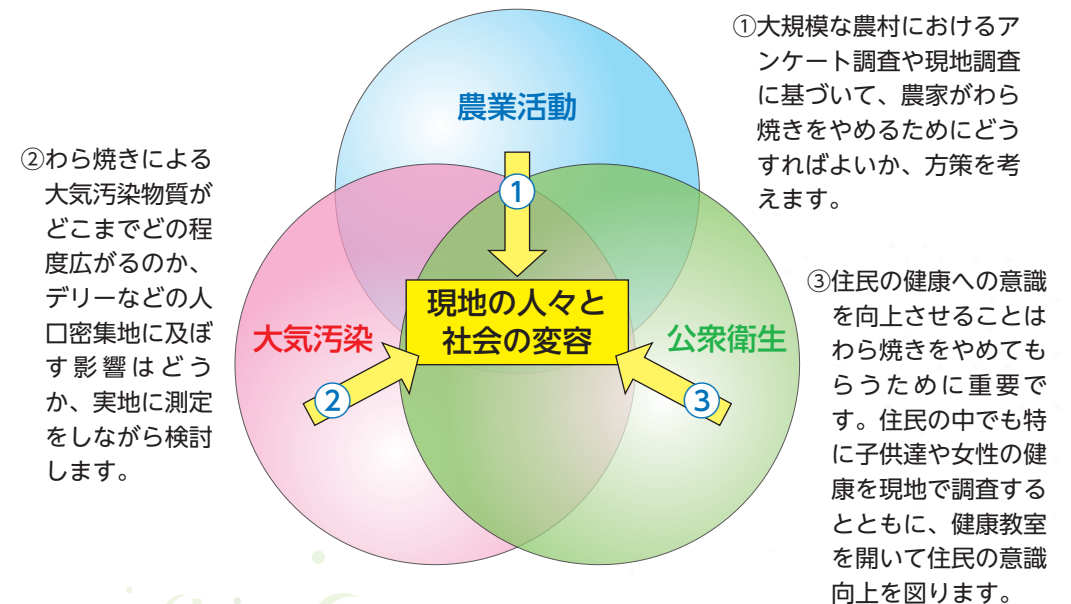 農業活動
①
大気汚染
現地の人々と
社会の変容
公衆衛生
②
③
①大規模な農村におけるア
ンケート調査や現地調査
に基づいて、農家がわら
焼きをやめるためにどう
すればよいか、方策を考
えます。
②わら焼きによる
大気汚染物質が
どこまでどの程
度広がるのか、
デリーなどの人
口密集地に及ぼ
す影響はどう
か、実地に測定
をしながら検討
します。
③住民の健康への意識
を向上させることは
わら焼きをやめても
らうために重要で
す。住民の中でも特
に子供達や女性の健
康を現地で調査する
とともに、健康教室
を開いて住民の意識
向上を図ります。